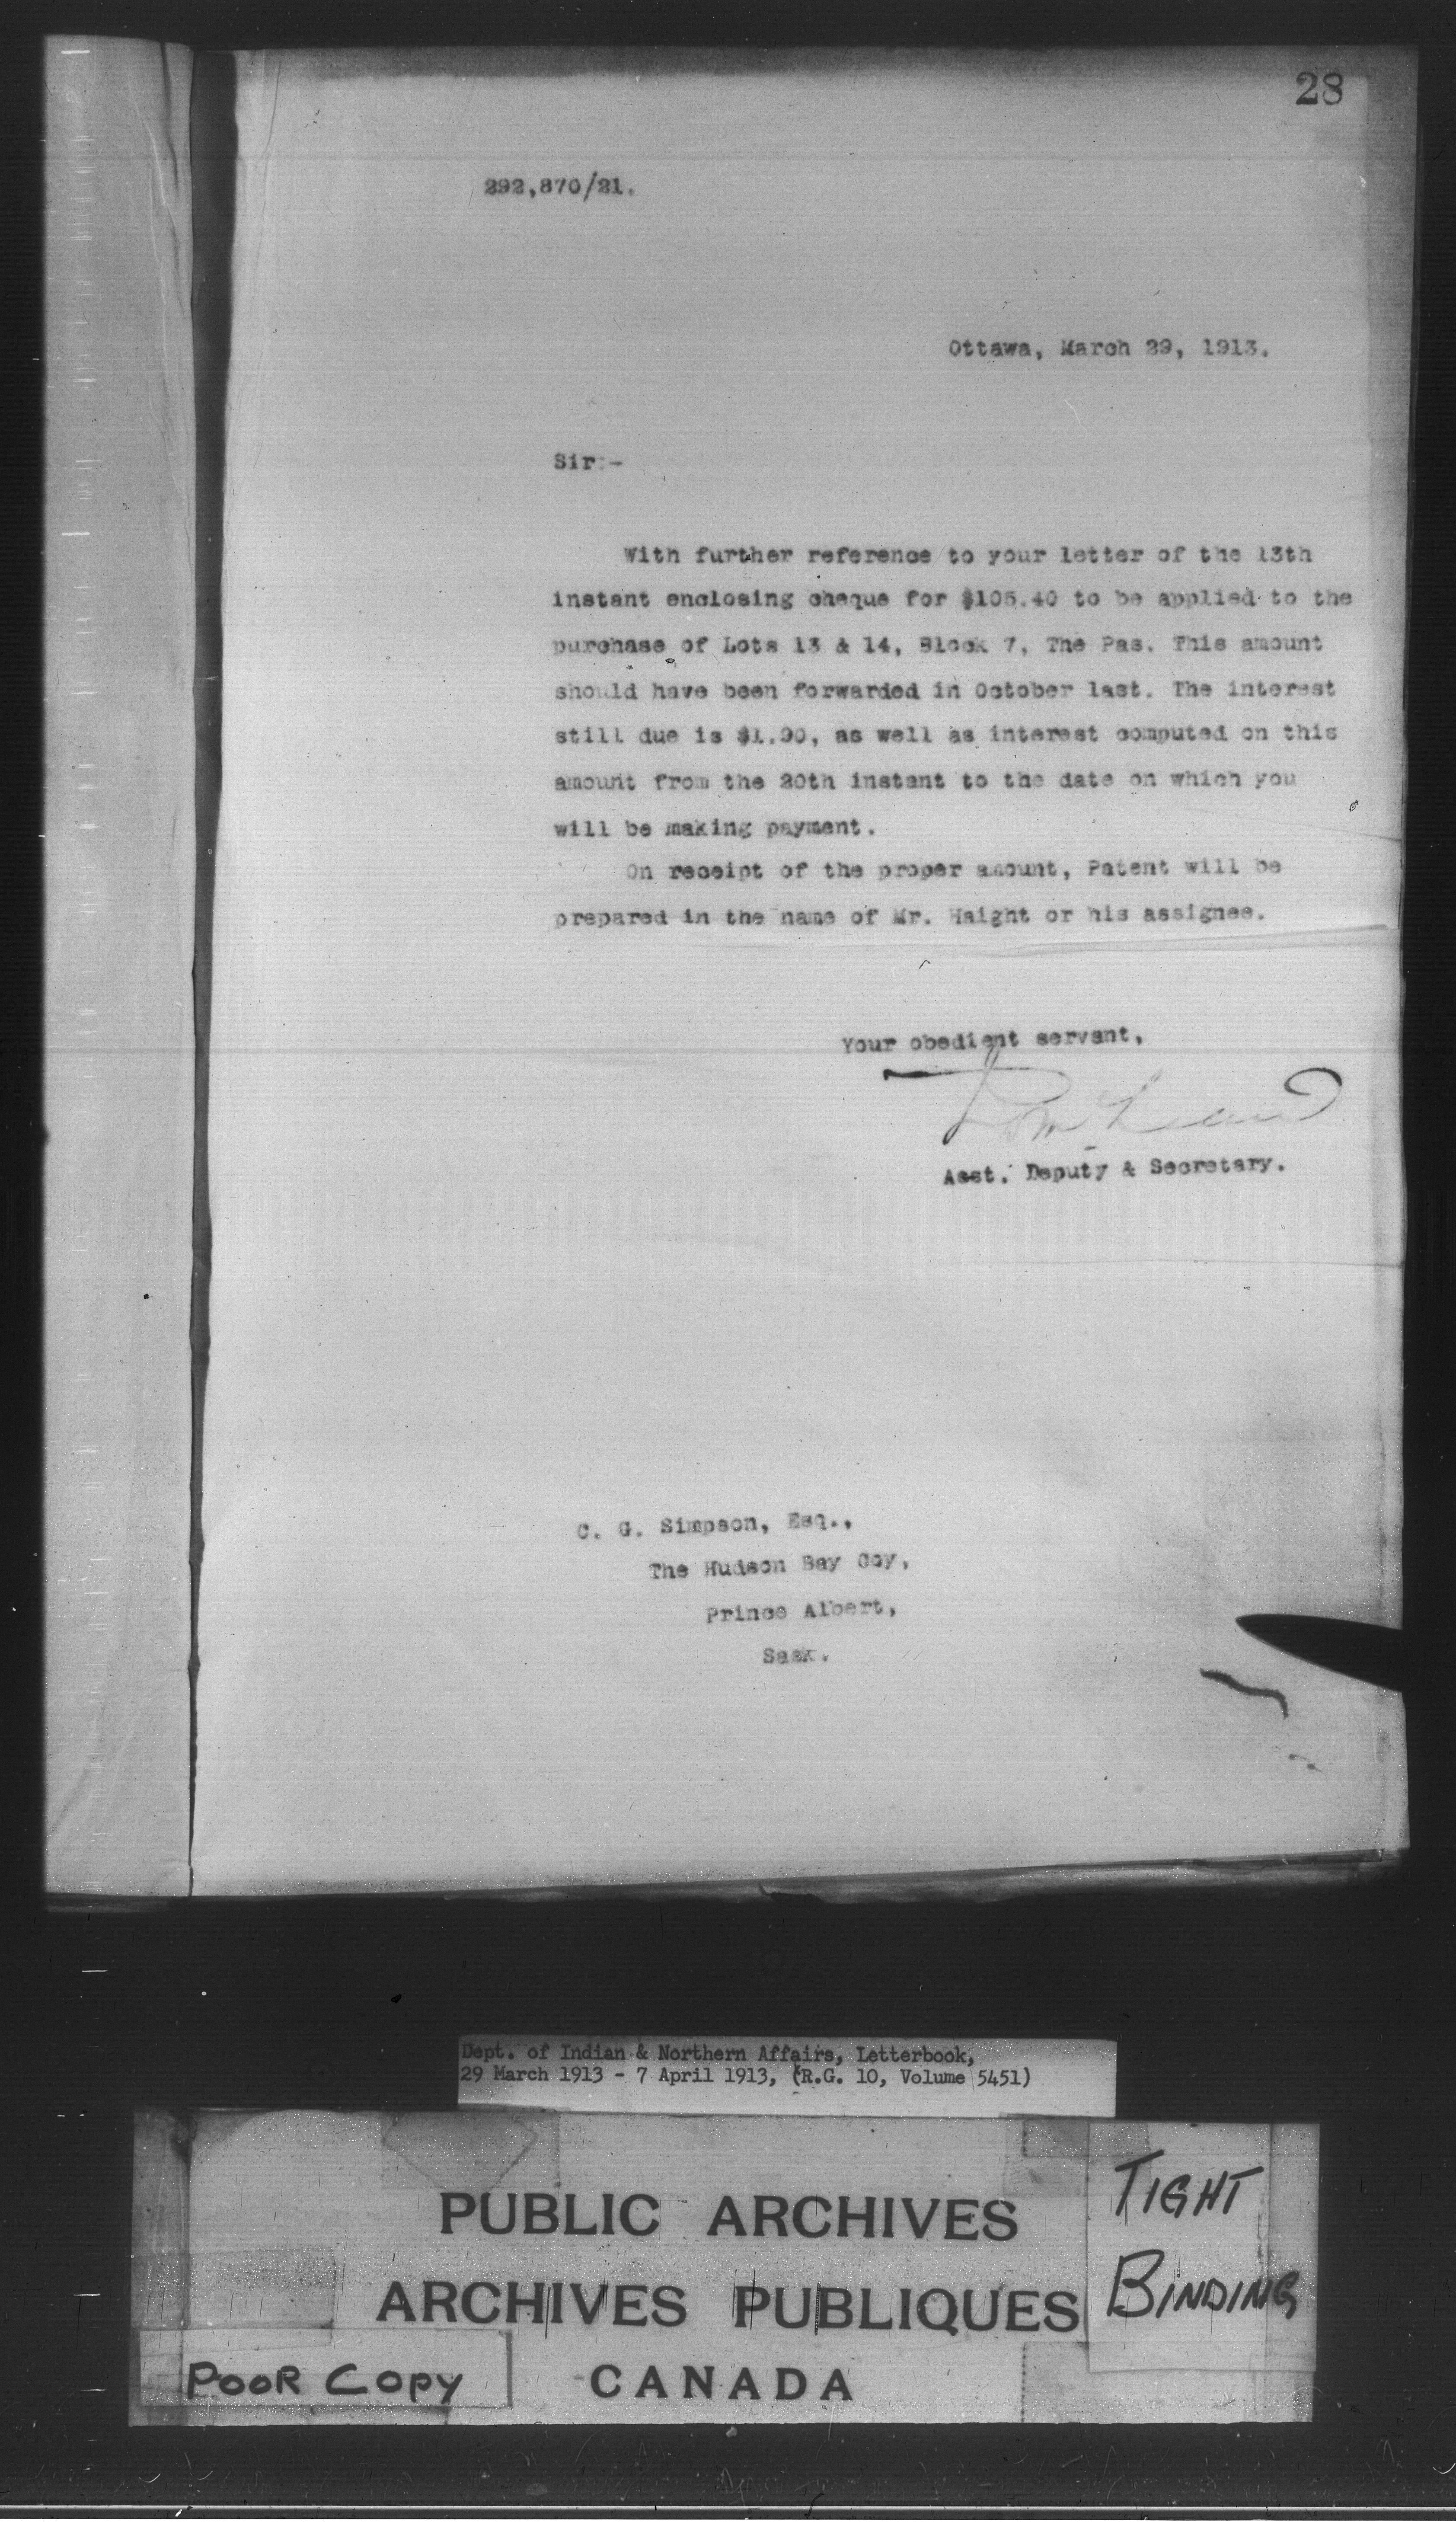 28
292,870/21.
Ottawa, March 29, 1913.
Sir:-
With further reference to your letter of the 13th
instant enclosing cheque for $105.40 to be applied to the
purchase of Lots 13 & 14, Block 7, The Pas. This amount
should have been forwarded in October last. The interest
still due is $1.90, as well as interest computed on this
amount from the 20th instant to the date on which you
will be making payment.
On receipt of the proper amount, Patent will be
prepared in the name of Mr. Haight or his assignee.
Your obedient servant,
Asst. Deputy & Secretary.
C. G. Simpson, Esq.,
The Hudson Bay Coy,
Prince Albert,
Sask.
Dept. of Indian & Northern Affairs, Letterbook,
29 March 1913 - 7 April 1913, (R.G. 10, Volume 5451)
PUBLIC ARCHIVES
ARCHIVES PUBLIQUES
CANADA
TIGHT
BINDING
POOR COPY